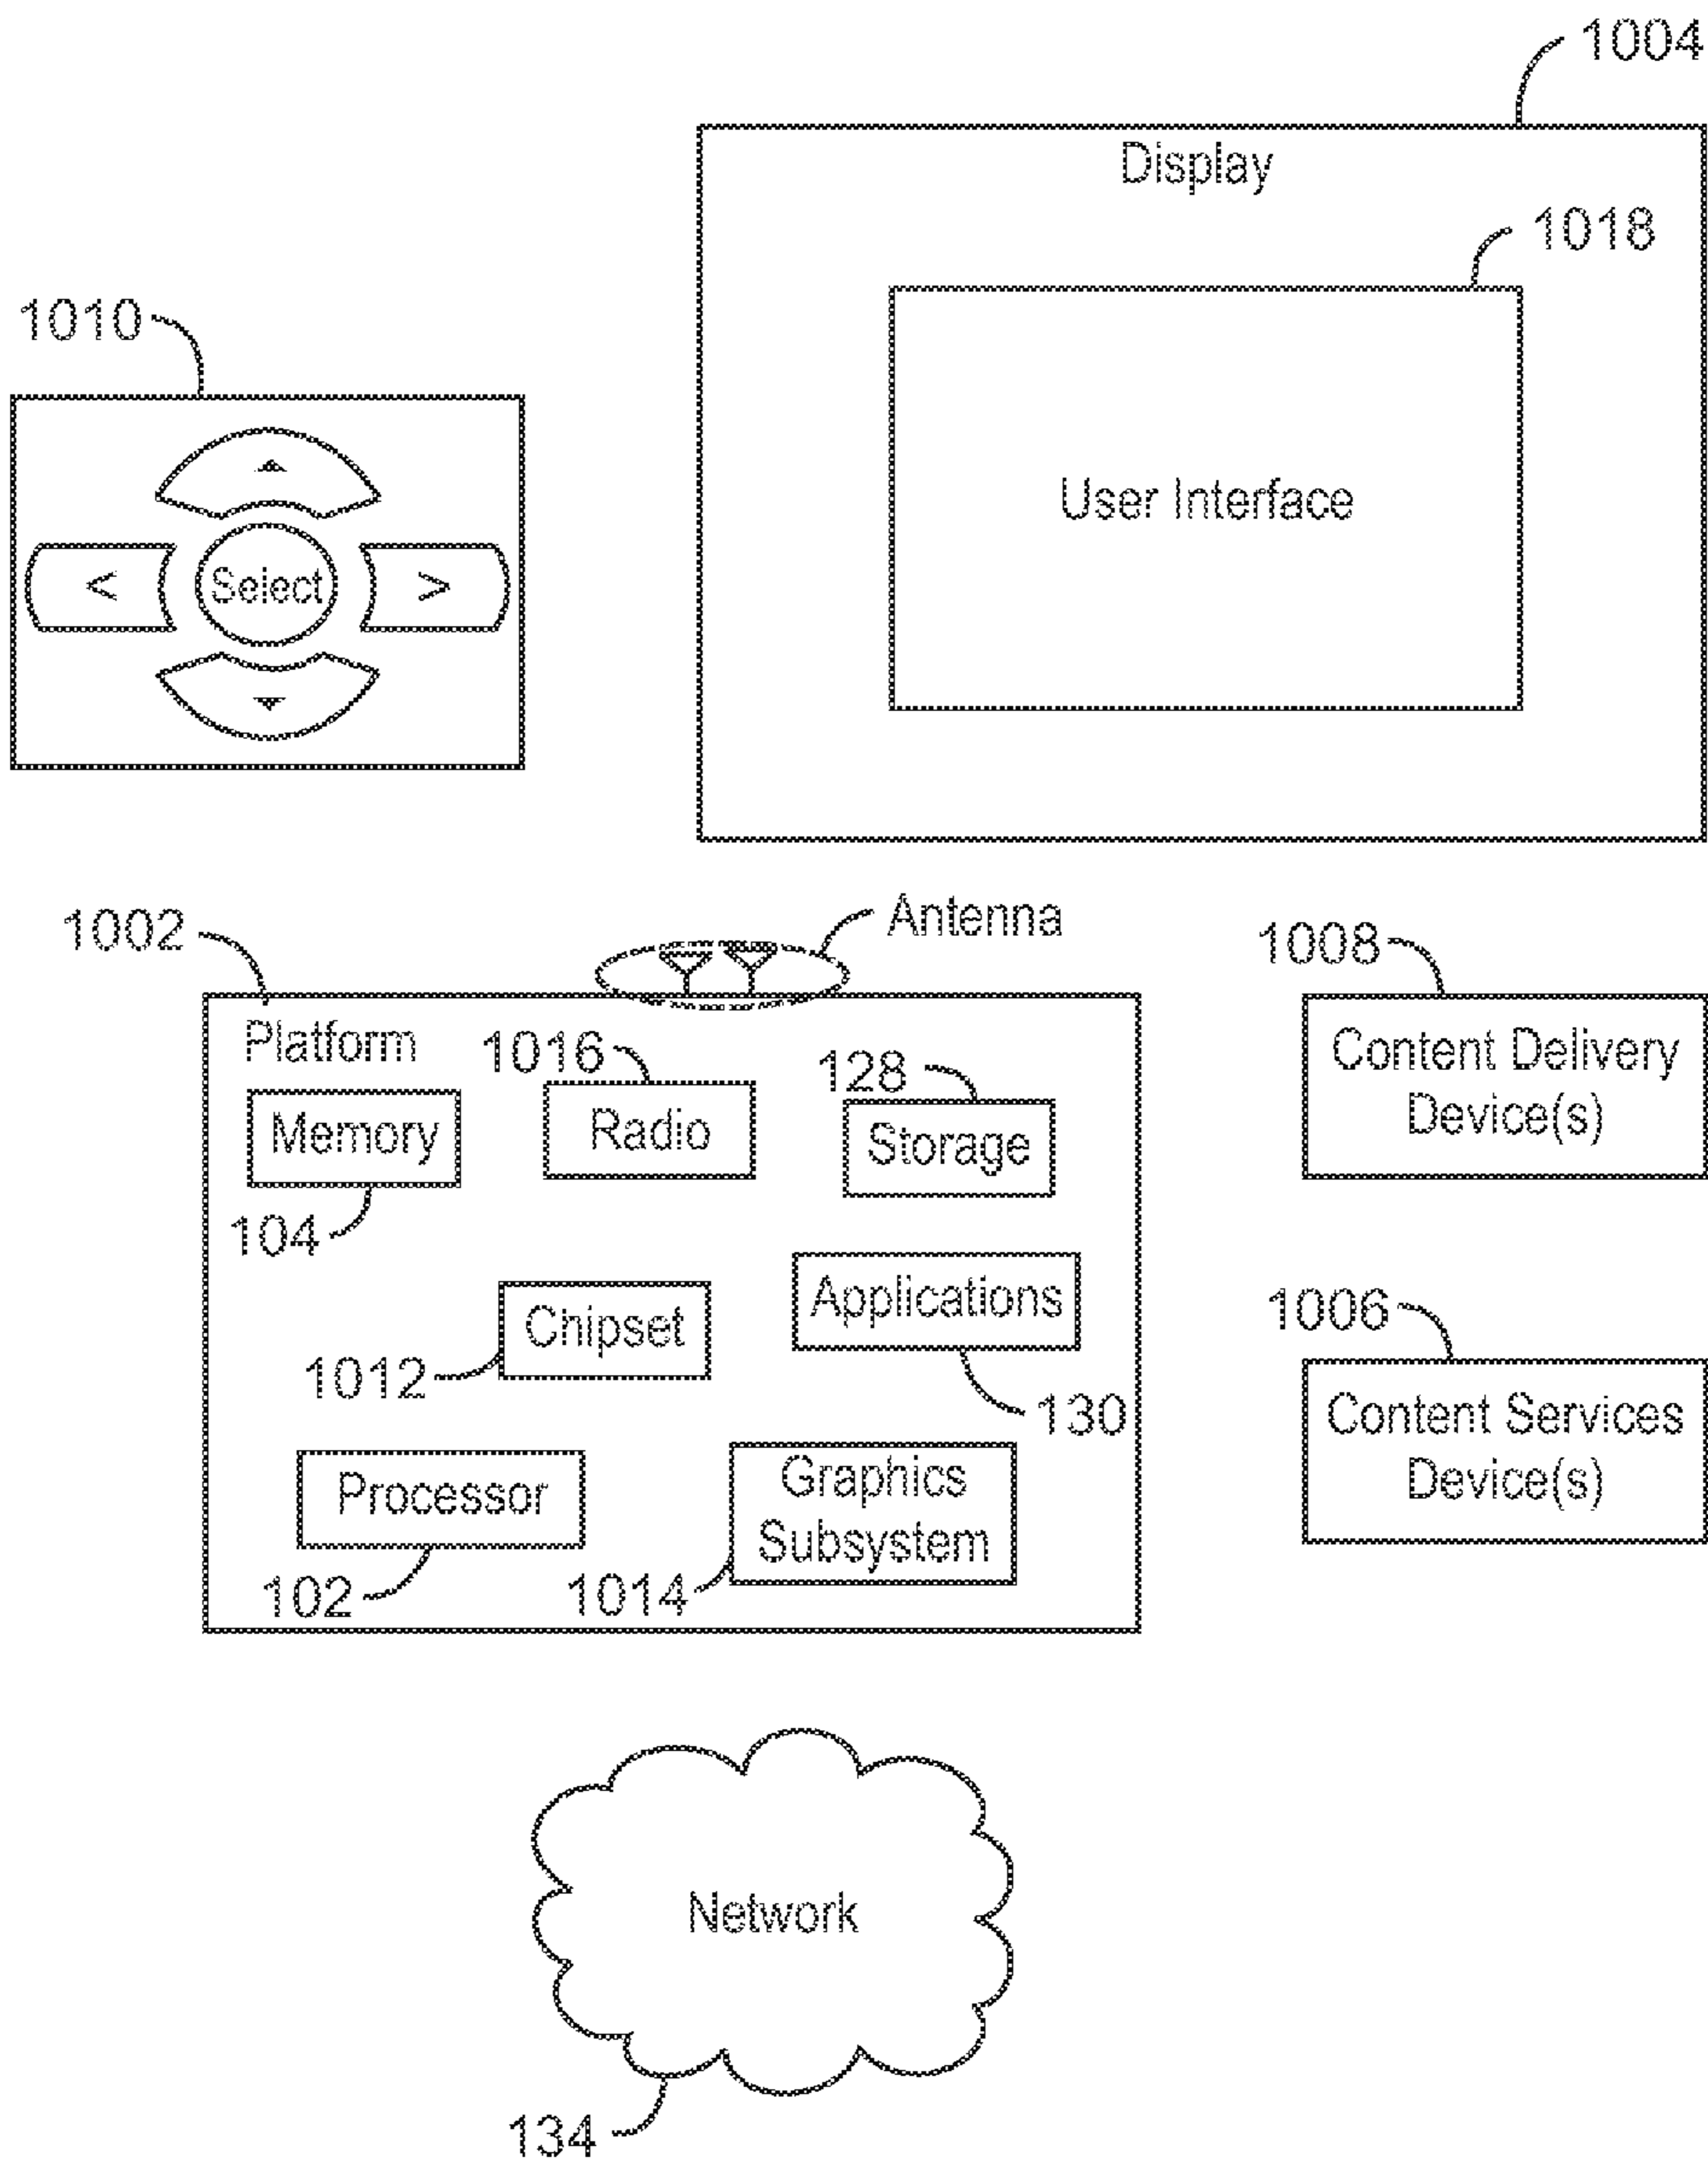 1004
Display
1018
User Interface
1010
<
Select
>
Antenna
1002
1008
Platform
1016
128
Content Delivery
Device(s)
Memory
Radio
Storage
104
Chipset
Applications
1006
1012
130
Content Services
Device(s)
Processor
Graphics
Subsystem
102
1014
Network
134